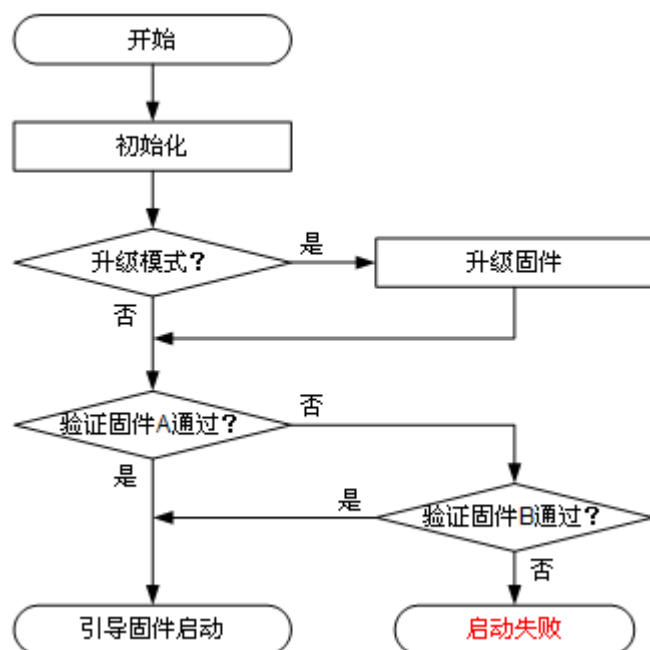 开始
初始化
升级模式？
是
升级固件
否
验证固件A通过？
否
是
是
验证固件B通过？
否
引导固件启动
启动失败